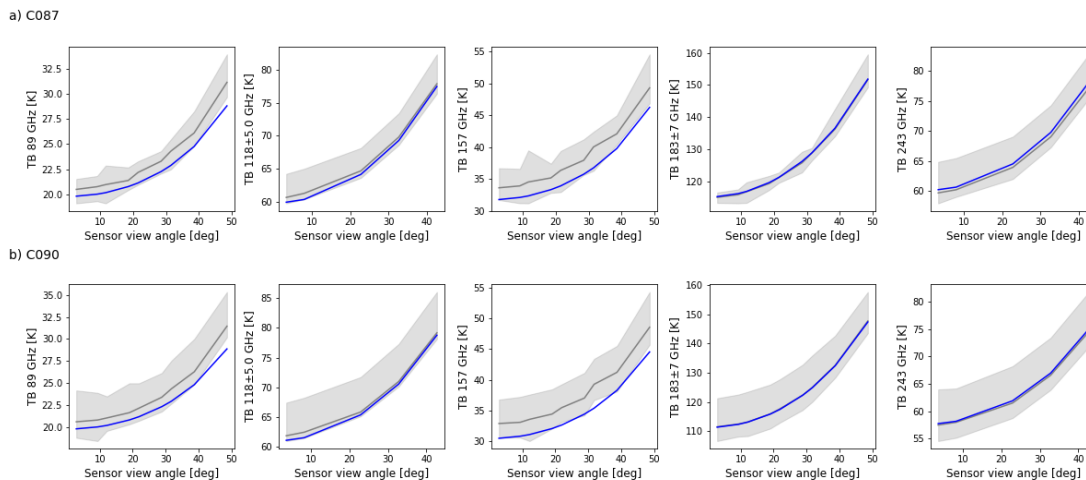 a) C087
TB 89 GHz [K]
32.5
30.0
27.5
25.0
22.5
20.0
10 20 30 40 50
Sensor view angle [deg]
TB 118±5.0 GHz [K]
80
75
70
65
60
10 20 30 40
Sensor view angle [deg]
TB 157 GHz [K]
55
50
45
40
35
30
10 20 30 40 50
Sensor view angle [deg]
TB 183±7 GHz [K]
160
150
140
130
120
10 20 30 40 50
Sensor view angle [deg]
TB 243 GHz [K]
80
75
70
65
60
10 20 30 40
Sensor view angle [deg]
b) C090
TB 89 GHz [K]
35.0
32.5
30.0
27.5
25.0
22.5
20.0
10 20 30 40 50
Sensor view angle [deg]
TB 118±5.0 GHz [K]
85
80
75
70
65
60
10 20 30 40
Sensor view angle [deg]
TB 157 GHz [K]
55
50
45
40
35
30
10 20 30 40 50
Sensor view angle [deg]
TB 183±7 GHz [K]
160
150
140
130
120
110
10 20 30 40 50
Sensor view angle [deg]
TB 243 GHz [K]
80
75
70
65
60
55
10 20 30 40
Sensor view angle [deg]